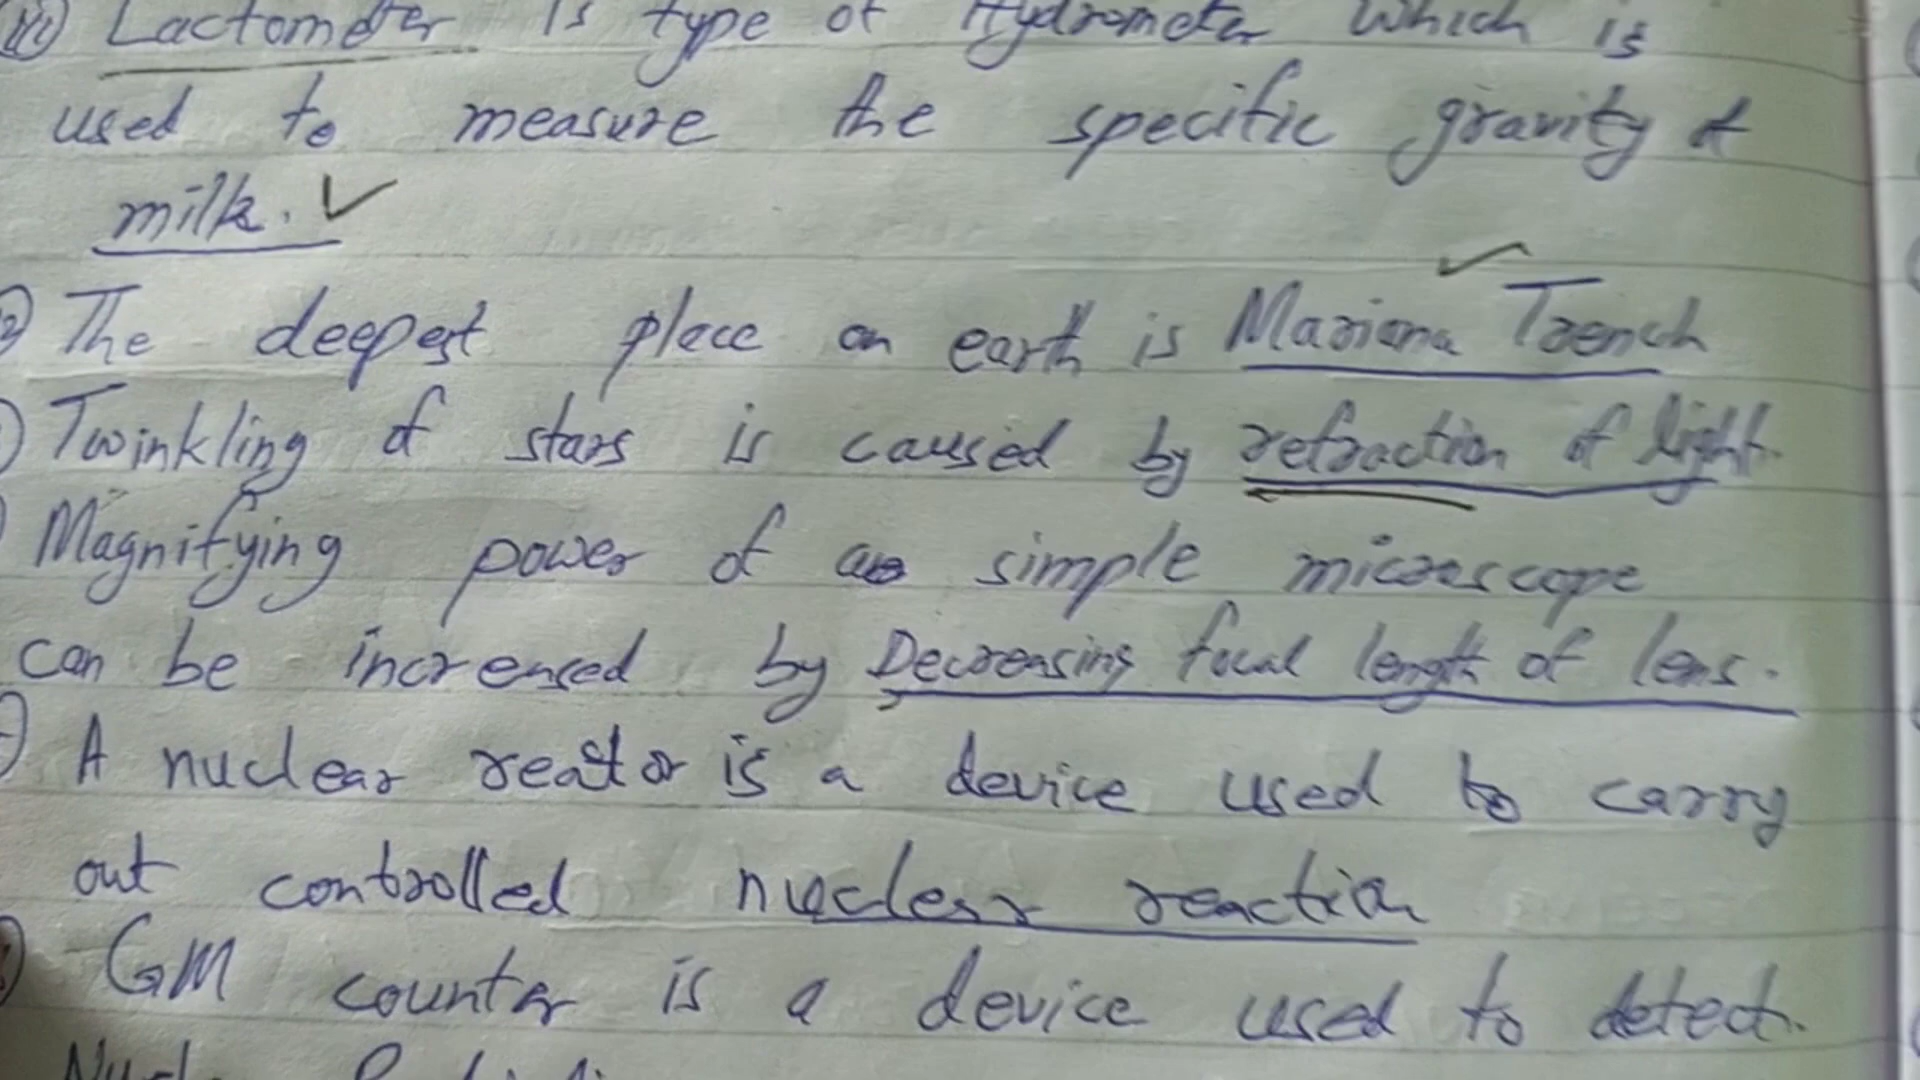 Lactometer is type of Hydrometer which is
used to measure the specific gravity of
milk.
The deepest place on earth is Mariana Trench
Twinkling of stars is caused by refraction of light.
Magnifying power of a simple microscope
can be increased by Decreasing focal length of lens.
A nuclear reactor is a device used to carry
out controlled nuclear reaction
GM counter is a device used to detect.